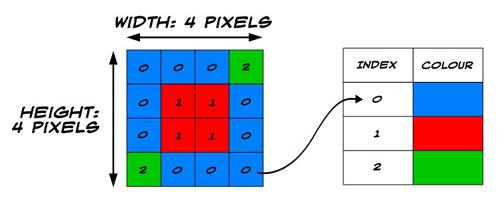 WIDTH: 4 PIXELS
HEIGHT:
4 PIXELS
0 0 0 2
0 1 1 0
0 1 1 0
2 0 0 0
INDEX COLOUR
0
1
2